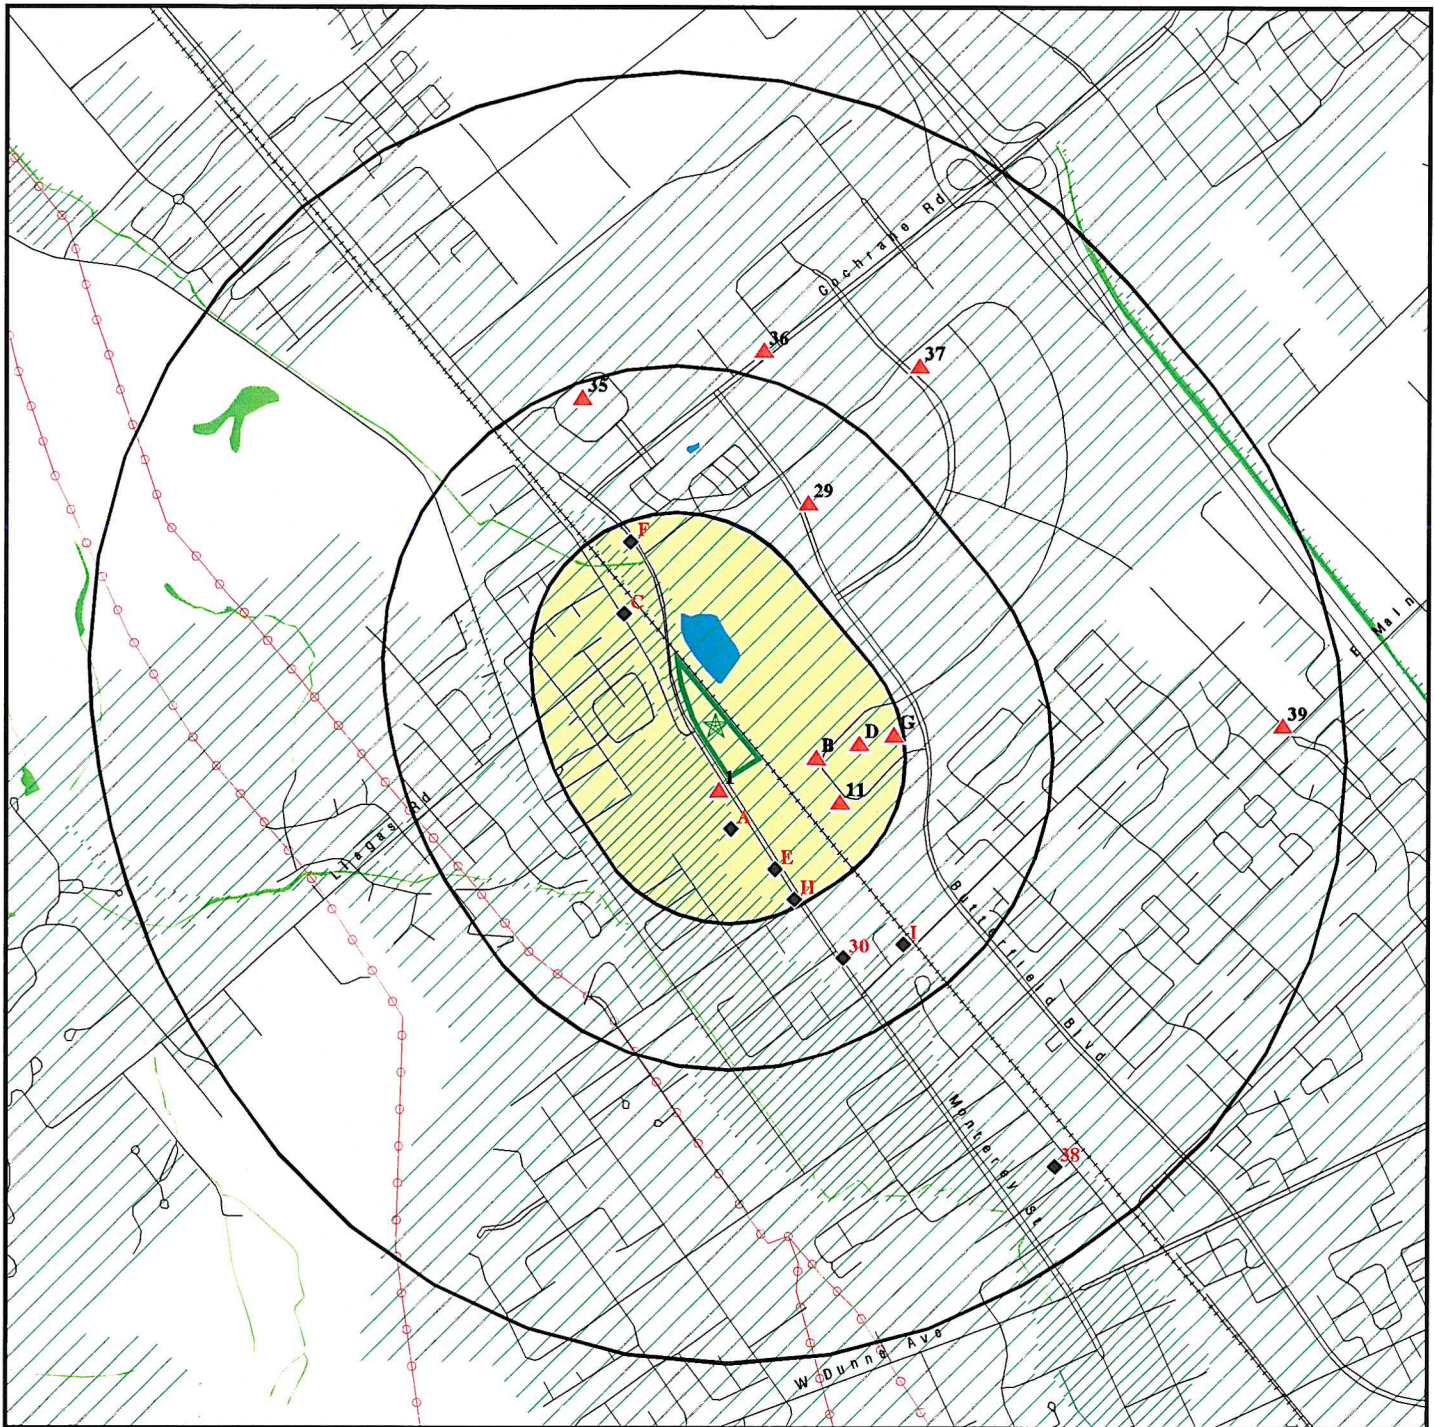 Cochrane Rd
36
37
35
29
F
C
E Main
39
G
D
B
1
11
Llagas Rd
A
E
H
Butterfield Blvd
30
I
Monterey St
38
W Dunne Ave